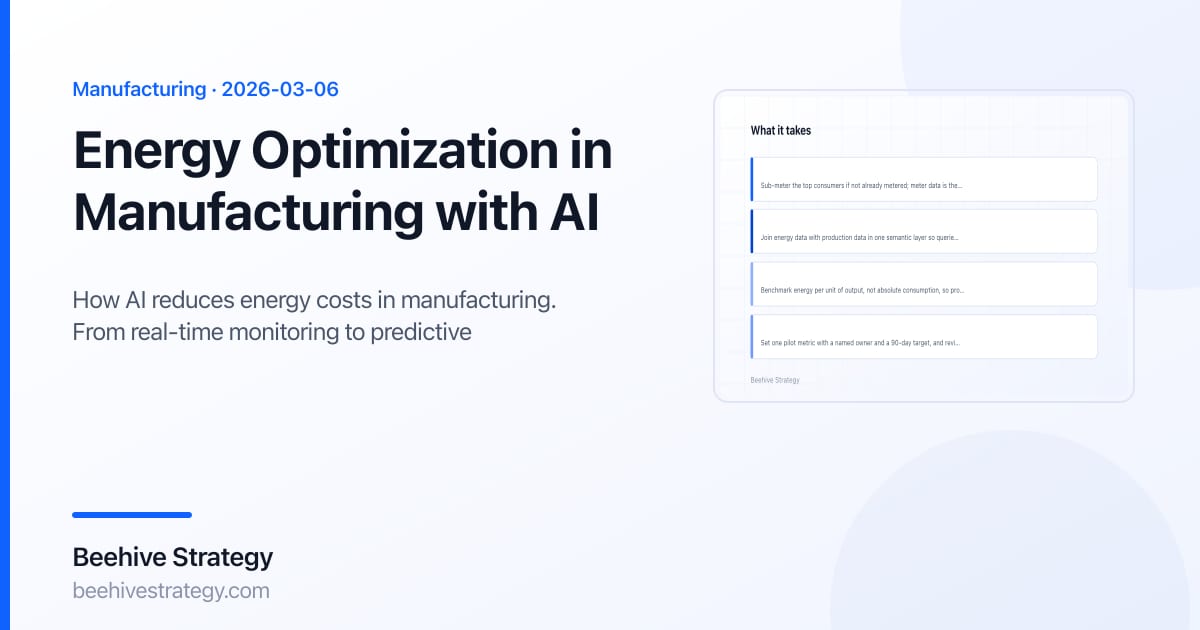 Manufacturing · 2026-03-06
Energy Optimization in
Manufacturing with AI
How AI reduces energy costs in manufacturing.
From real-time monitoring to predictive
Beehive Strategy
beehivestrategy.com
What it takes
Sub-meter the top consumers if not already metered; meter data is the...
Join energy data with production data in one semantic layer so querie...
Benchmark energy per unit of output, not absolute consumption, so pro...
Set one pilot metric with a named owner and a 90-day target, and revi...
Beehive Strategy